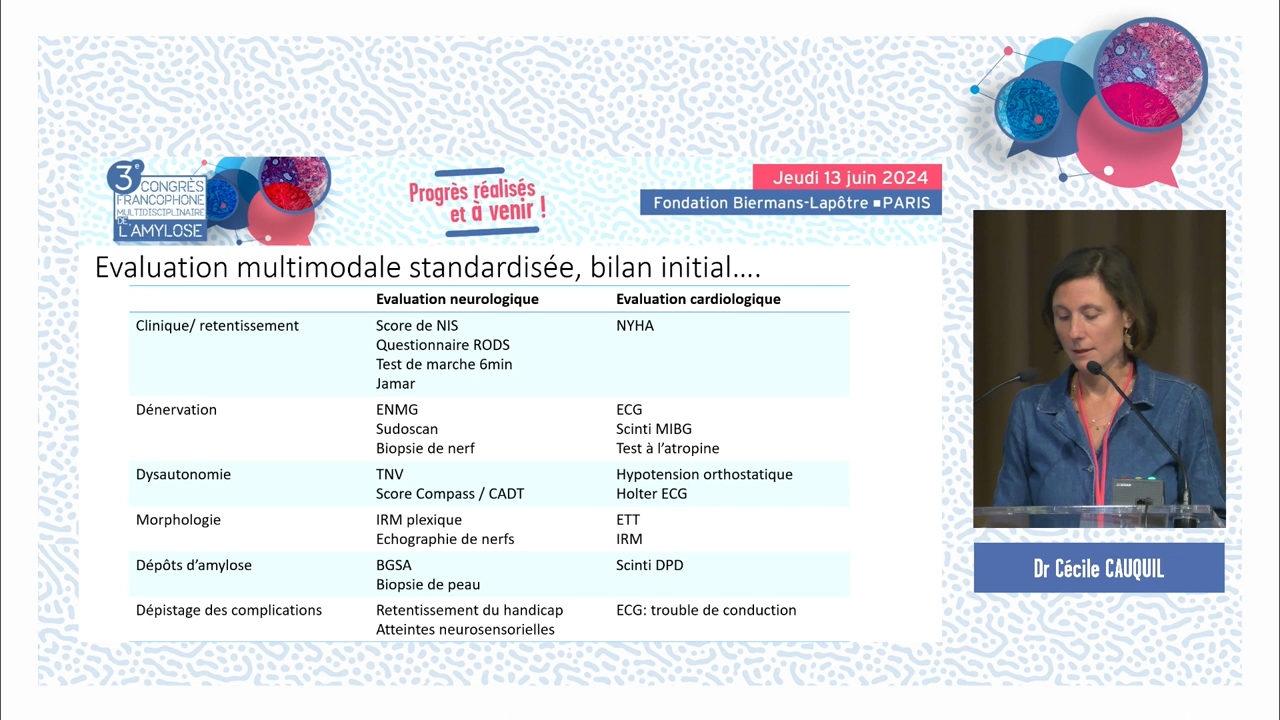 3e
CONGRÈS
FRANCOPHONE
MULTIDISCIPLINAIRE
DE
L'AMYLOSE
Progrès réalisés
et à venir !
Jeudi 13 juin 2024
Fondation Biermans-Lapôtre ■ PARIS
Evaluation multimodale standardisée, bilan initial….
Evaluation neurologique Evaluation cardiologique
Clinique/ retentissement Score de NIS NYHA
Questionnaire RODS
Test de marche 6min
Jamar
Dénervation ENMG ECG
Sudoscan Scinti MIBG
Biopsie de nerf Test à l’atropine
Dysautonomie TNV Hypotension orthostatique
Score Compass / CADT Holter ECG
Morphologie IRM plexique ETT
Echographie de nerfs IRM
Dépôts d’amylose BGSA Scinti DPD
Biopsie de peau
Dépistage des complications Retentissement du handicap ECG: trouble de conduction
Atteintes neurosensorielles
Dr Cécile CAUQUIL